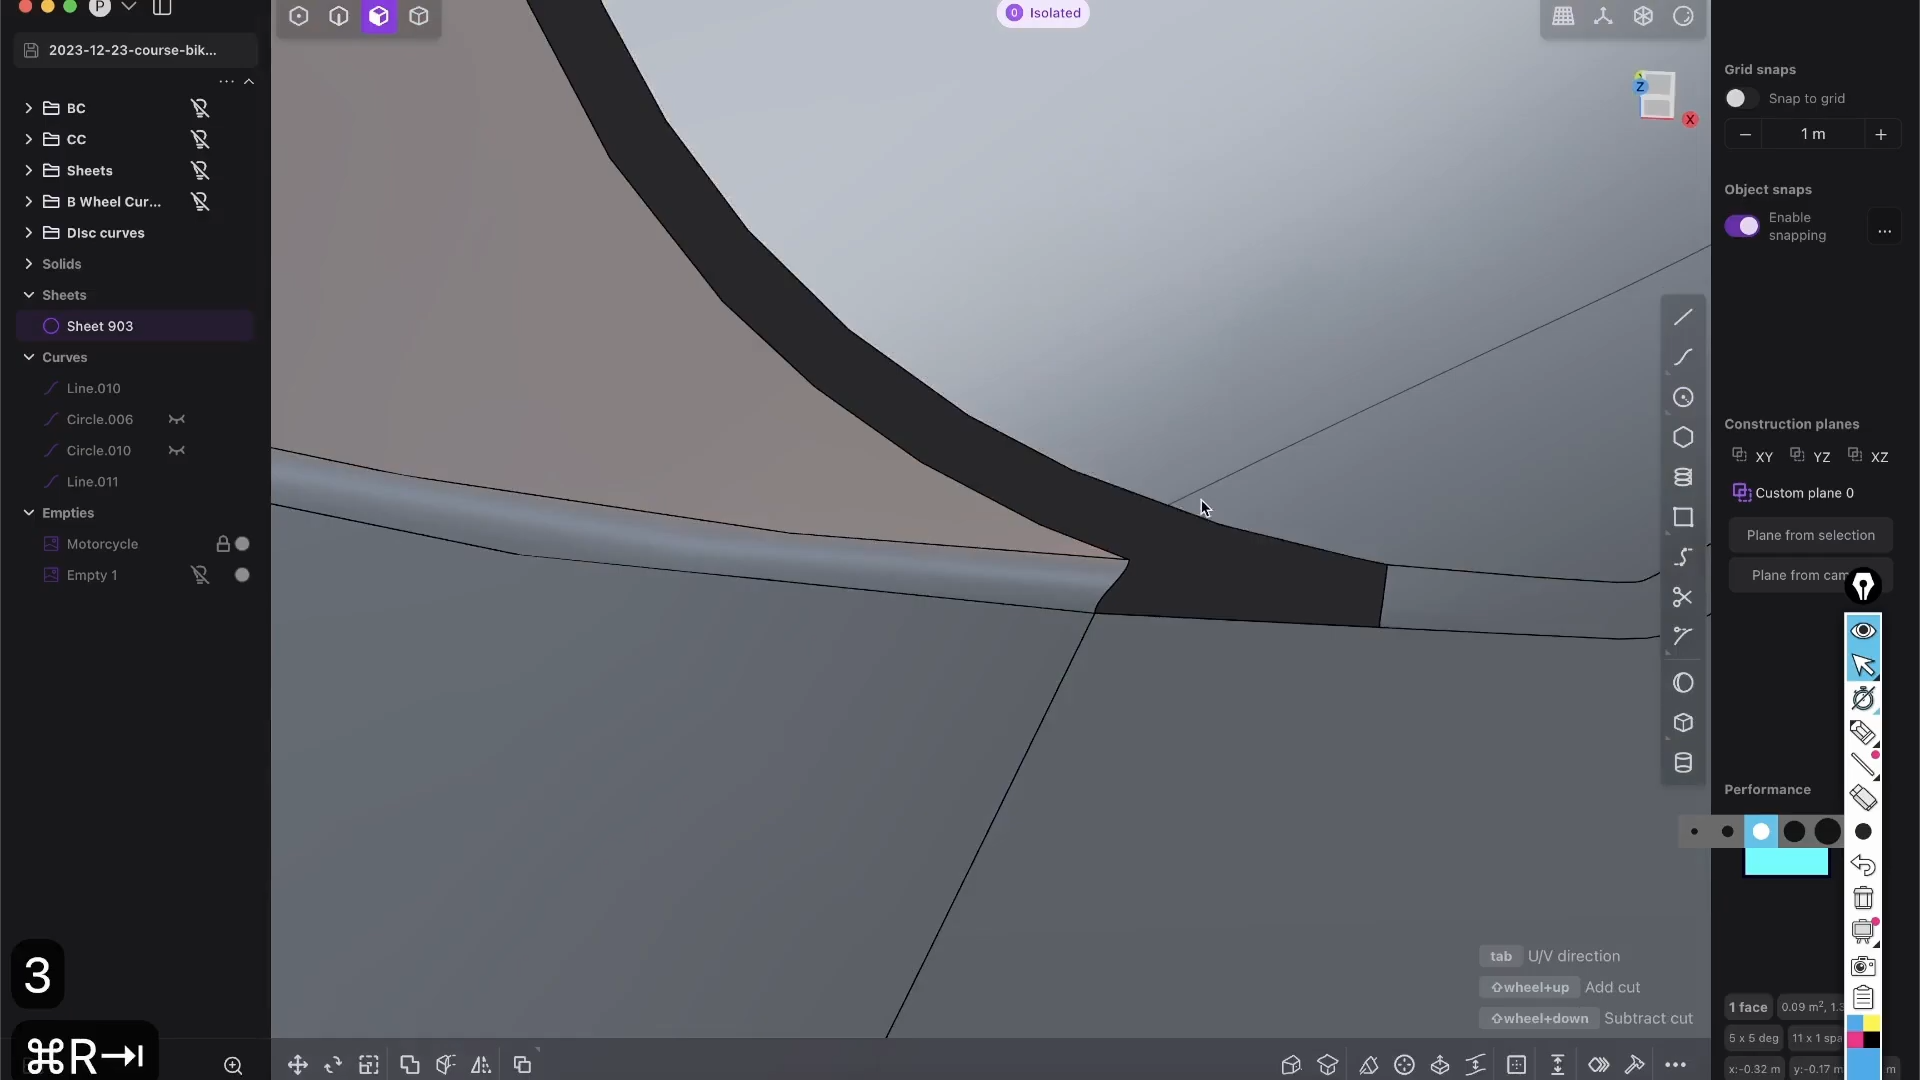 P
0 Isolated
2023-12-23-course-bik...
BC
CC
Sheets
B Wheel Cur...
DIsc curves
Solids
Sheets
Sheet 903
Curves
Line.010
Circle.006
Circle.010
Line.011
Empties
Motorcycle
Empty 1
3
⌘R⇥
Z
X
Grid snaps
Snap to grid
1 m
Object snaps
Enable
snapping
...
Construction planes
XY
YZ
XZ
Custom plane 0
Plane from selection
Plane from cam
Performance
tab U/V direction
⇧wheel+up Add cut
⇧wheel+down Subtract cut
1 face
0.09 m², 1.3
5 x 5 deg
11 x 1 spa
x:-0.32 m
y:-0.17 m
m